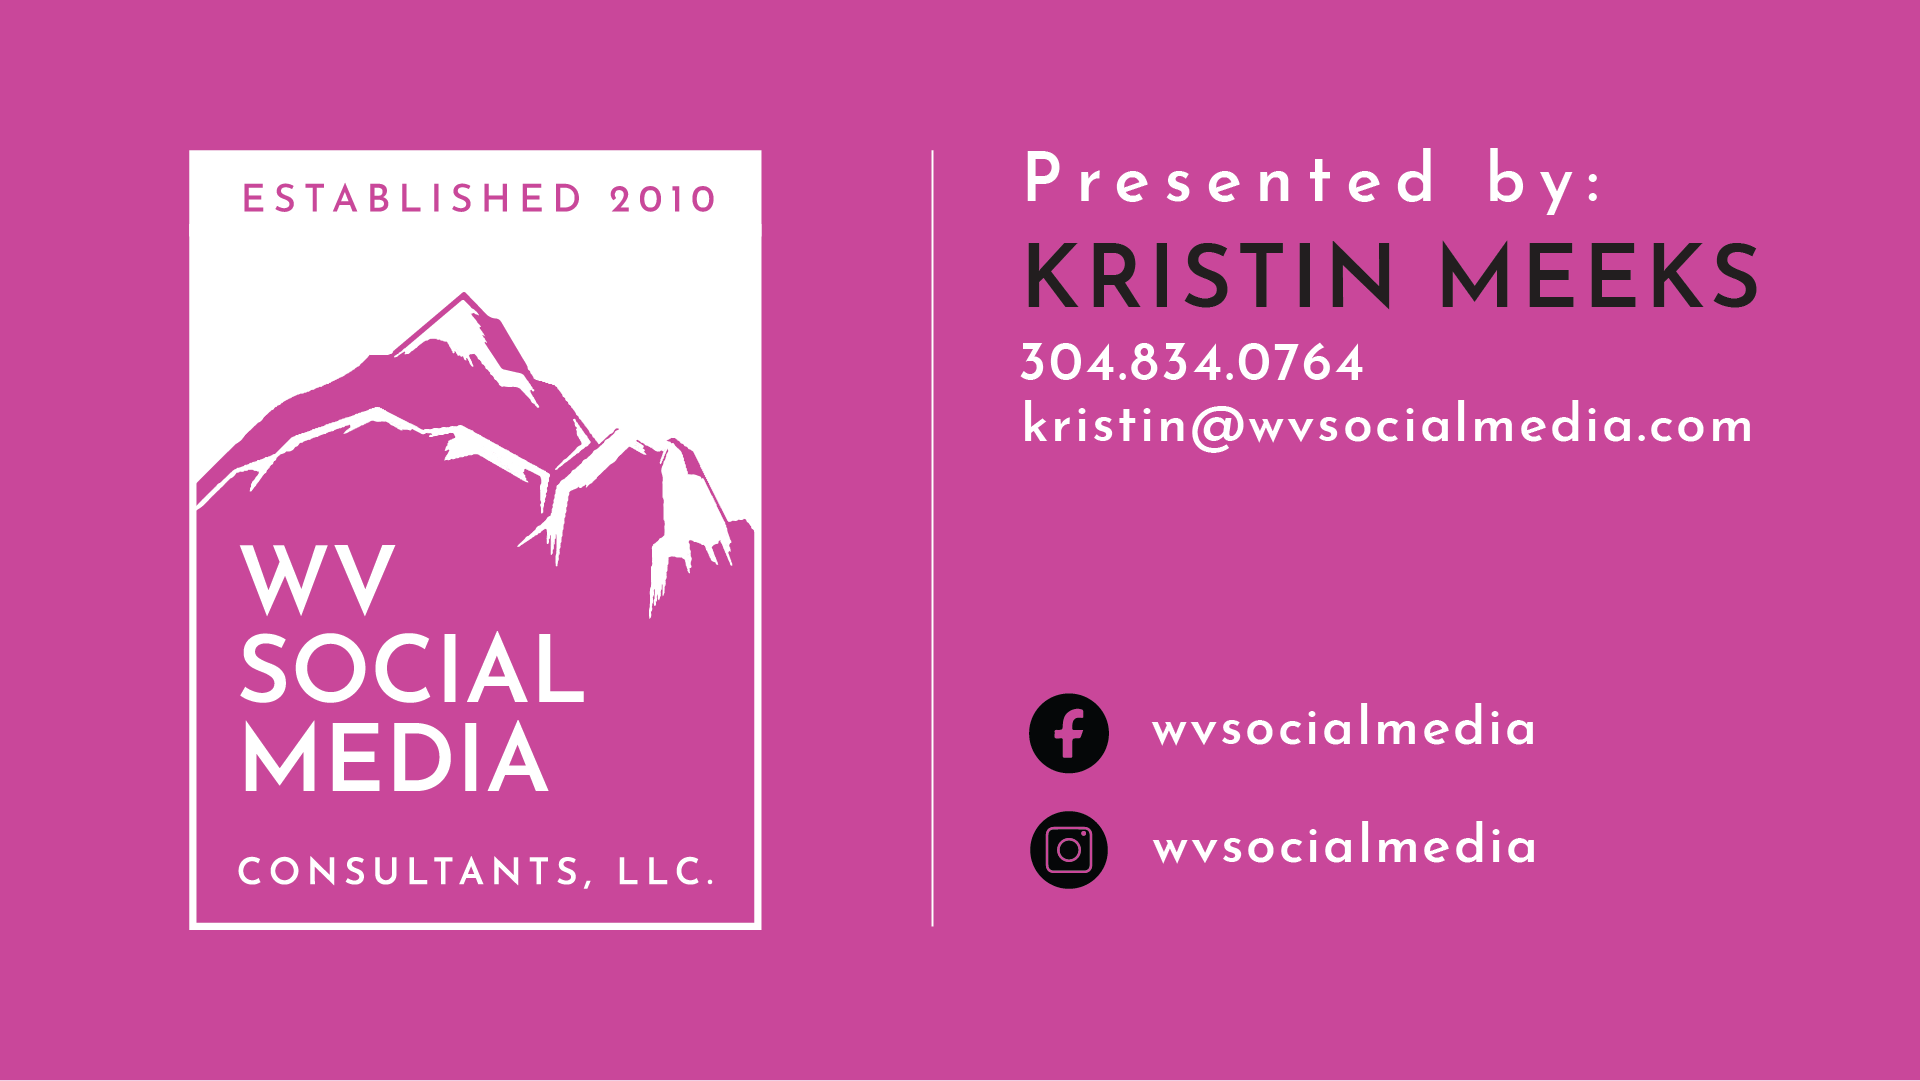 ESTABLISHED 2010
WV
SOCIAL
MEDIA
CONSULTANTS, LLC.
Presented by:
KRISTIN MEEKS
304.834.0764
kristin@wvsocialmedia.com
wvsocialmedia
wvsocialmedia